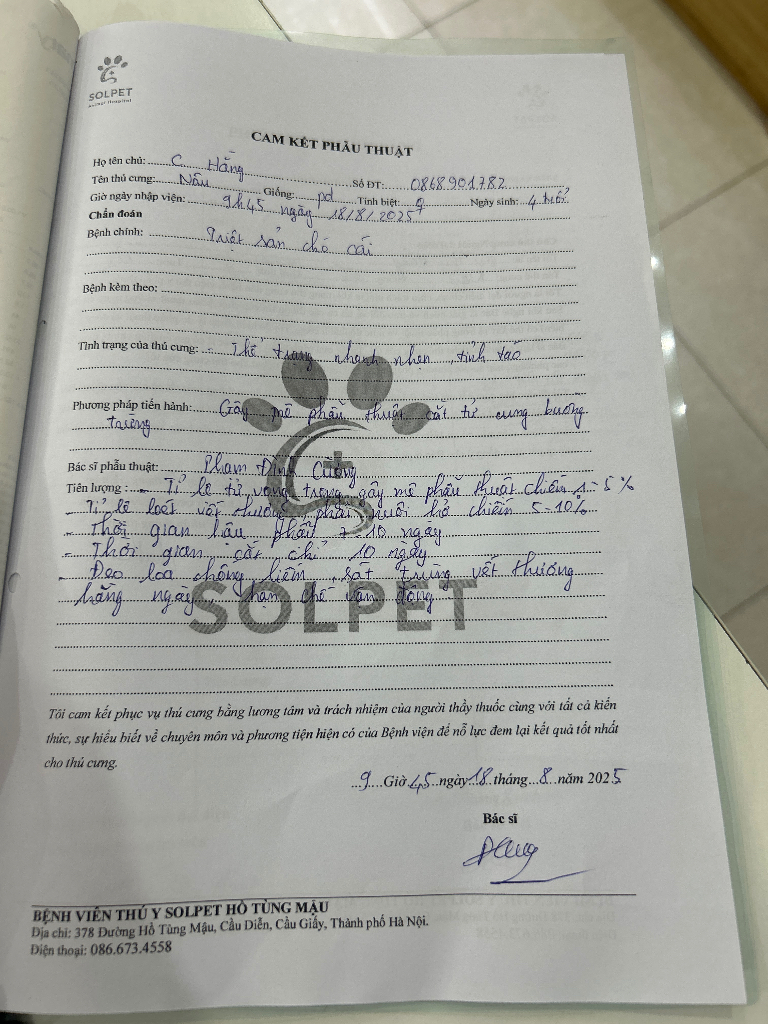 SOLPET
Animal Hospital
CAM KẾT PHẪU THUẬT
Họ tên chủ: C. Hằng Số ĐT: 0868901782
Tên thú cưng: Nâu Giống: pd Tính biệt: ♀ Ngày sinh: 4 tuổi
Giờ ngày nhập viện: 9h45 ngày 18/8/2025
Chẩn đoán
Bệnh chính: Triệt sản chó cái
Bệnh kèm theo:
Tình trạng của thú cưng: - Thể trạng nhanh nhẹn, tỉnh táo
Phương pháp tiến hành: Gây mê phẫu thuật cắt tử cung buồng
trứng
Bác sĩ phẫu thuật: Phạm Đình Cường
Tiên lượng : - Tỉ lệ tử vong trong gây mê phẫu thuật chiếm 1-5%
- Tỉ lệ loét vết thương phải nuôi hở chiếm 5-10%
- Thời gian hậu phẫu 7-10 ngày
- Thời gian cắt chỉ 10 ngày
- Đeo loa chống liếm, sát trùng vết thương
hằng ngày, hạn chế vận động
SOLPET
Tôi cam kết phục vụ thú cưng bằng lương tâm và trách nhiệm của người thầy thuốc cùng với tất cả kiến
thức, sự hiểu biết về chuyên môn và phương tiện hiện có của Bệnh viện để nỗ lực đem lại kết quả tốt nhất
cho thú cưng.
9 Giờ 45 ngày 18 tháng 8 năm 2025
Bác sĩ
BỆNH VIỆN THÚ Y SOLPET HỒ TÙNG MẬU
Địa chỉ: 378 Đường Hồ Tùng Mậu, Cầu Diễn, Cầu Giấy, Thành phố Hà Nội.
Điện thoại: 086.673.4558